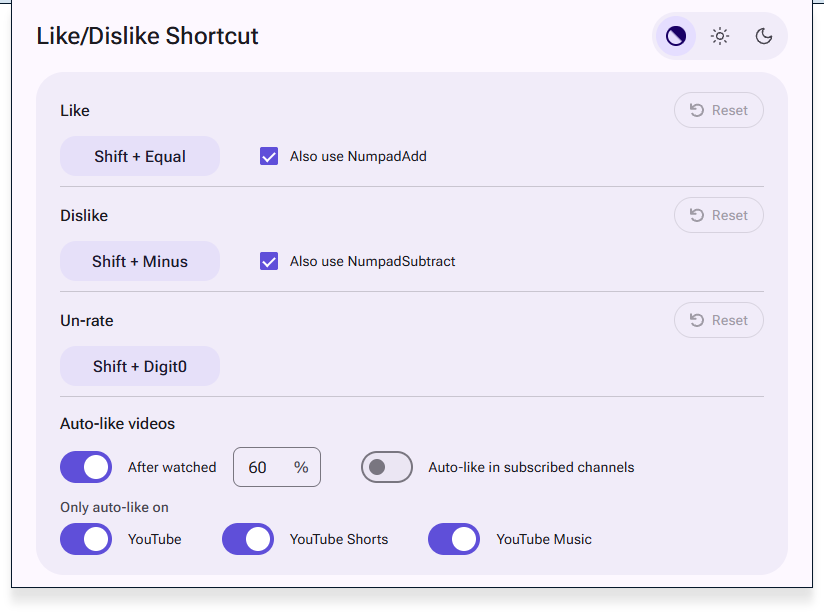 Like/Dislike Shortcut
Like
Reset
Shift + Equal
Also use NumpadAdd
Dislike
Reset
Shift + Minus
Also use NumpadSubtract
Un-rate
Reset
Shift + Digit0
Auto-like videos
After watched
60 %
Auto-like in subscribed channels
Only auto-like on
YouTube
YouTube Shorts
YouTube Music